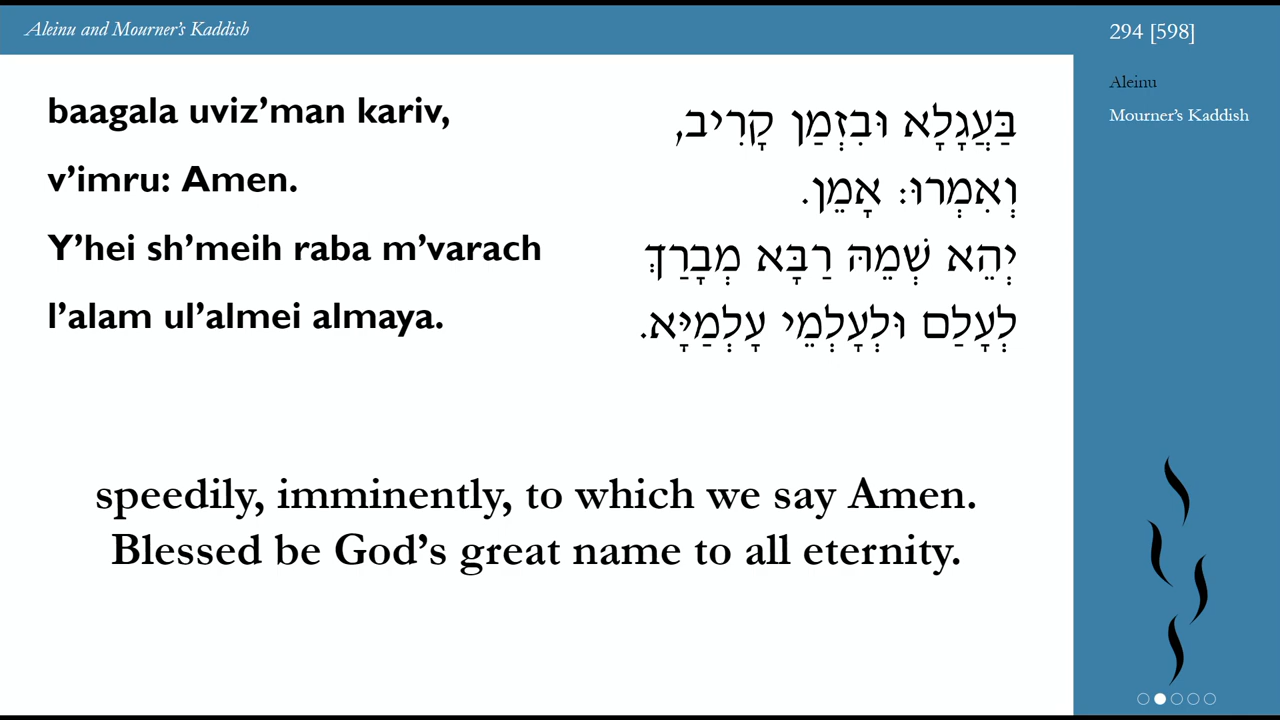 Aleinu and Mourner's Kaddish
294 [598]
Aleinu
Mourner's Kaddish
baagala uviz’man kariv,
v’imru: Amen.
Y’hei sh’meih raba m’varach
l’alam ul’almei almaya.
בַּעֲגָלָא וּבִזְמַן קָרִיב,
וְאִמְרוּ: אָמֵן.
יְהֵא שְׁמֵהּ רַבָּא מְבָרַךְ
לְעָלַם וּלְעָלְמֵי עָלְמַיָּא.
speedily, imminently, to which we say Amen.
Blessed be God’s great name to all eternity.